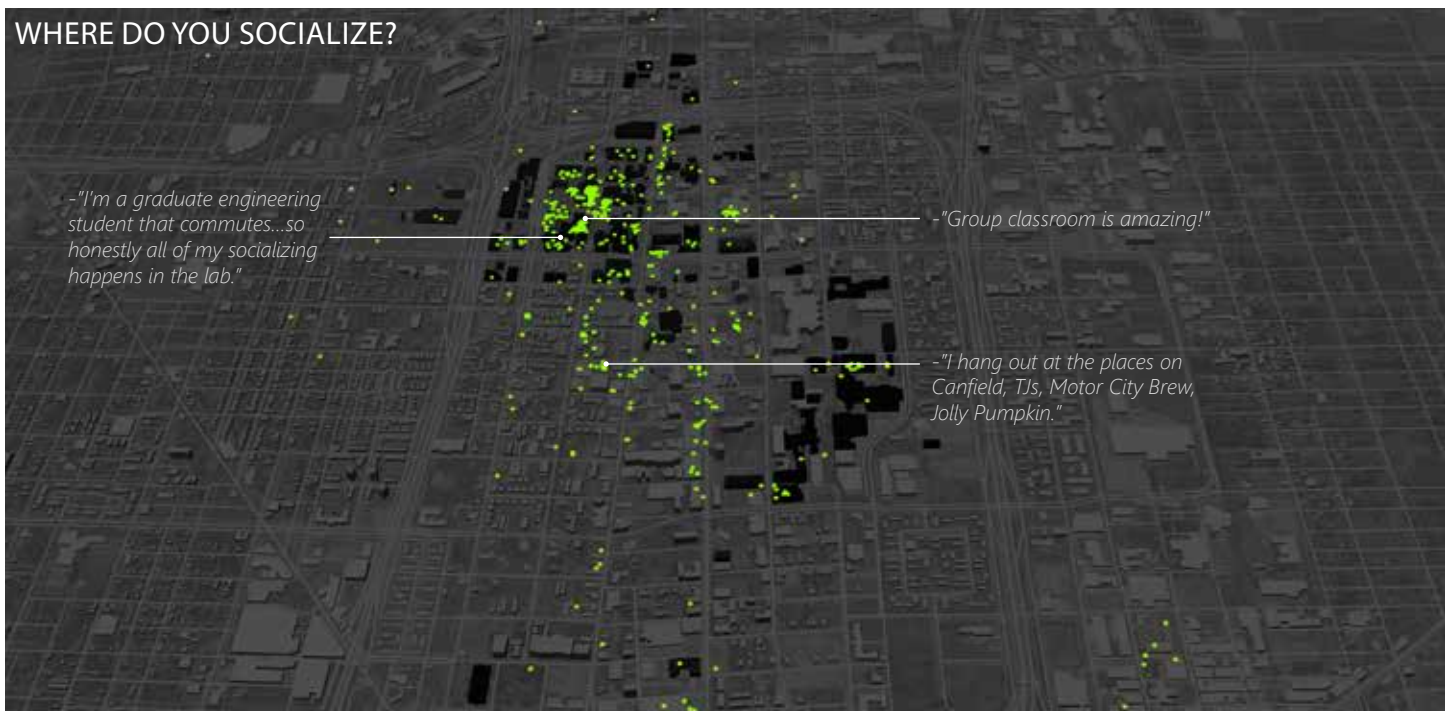 WHERE DO YOU SOCIALIZE?
-"I'm a graduate engineering
student that commutes...so
honestly all of my socializing
happens in the lab."
-"Group classroom is amazing!"
-"I hang out at the places on
Canfield, TJs, Motor City Brew,
Jolly Pumpkin."